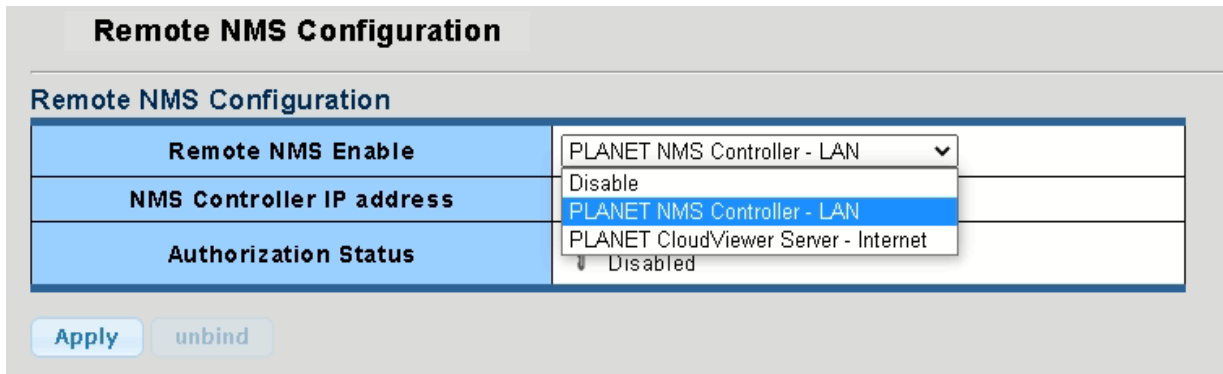 Remote NMS Configuration
Remote NMS Configuration
Remote NMS Enable PLANET NMS Controller - LAN
Disable
NMS Controller IP address PLANET NMS Controller - LAN
PLANET CloudViewer Server - Internet
Authorization Status Disabled
Apply unbind